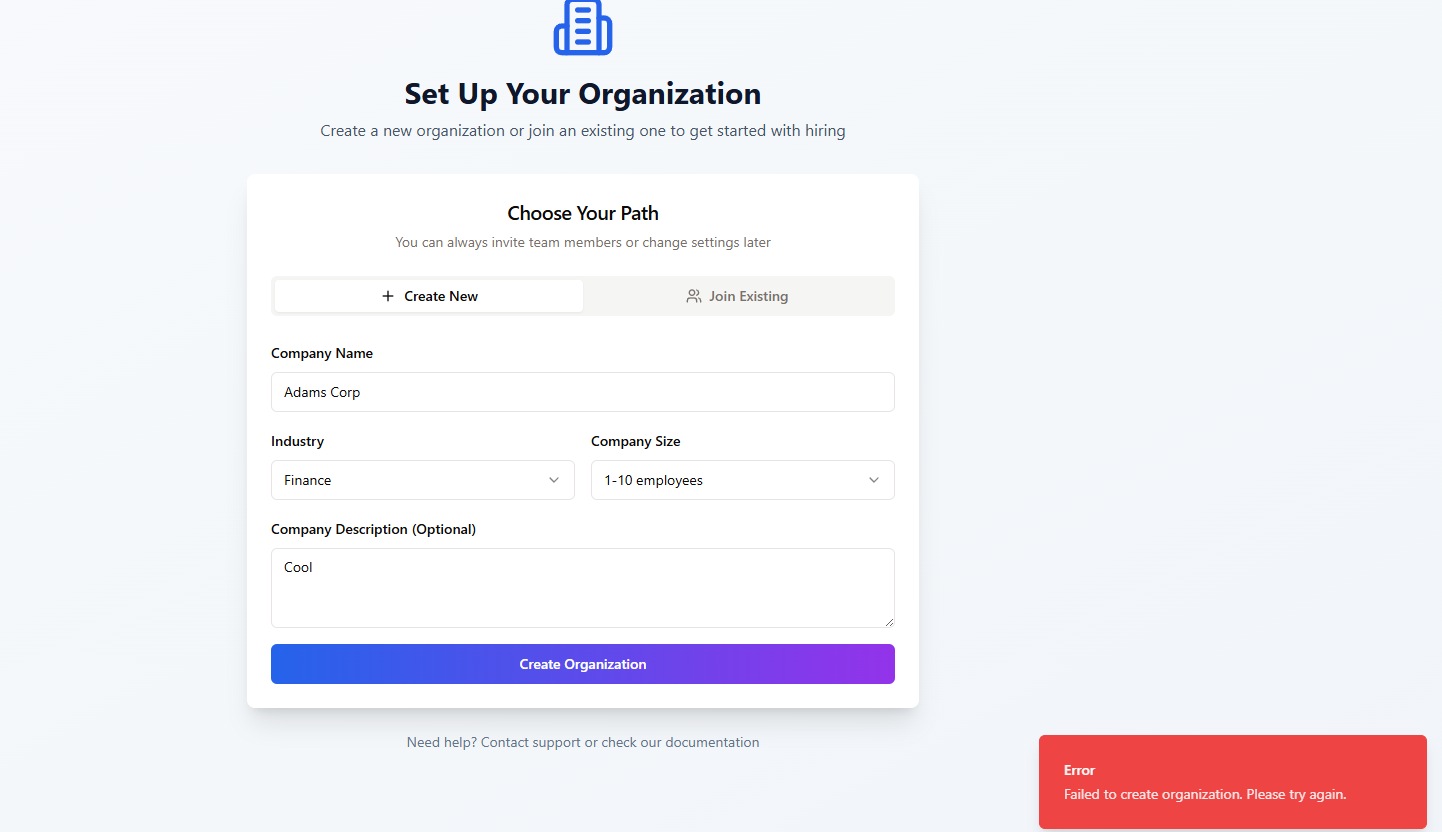 Set Up Your Organization
Create a new organization or join an existing one to get started with hiring
Choose Your Path
You can always invite team members or change settings later
Create New
Join Existing
Company Name
Adams Corp
Industry
Company Size
Finance
1-10 employees
Company Description (Optional)
Cool
Create Organization
Need help? Contact support or check our documentation
Error
Failed to create organization. Please try again.